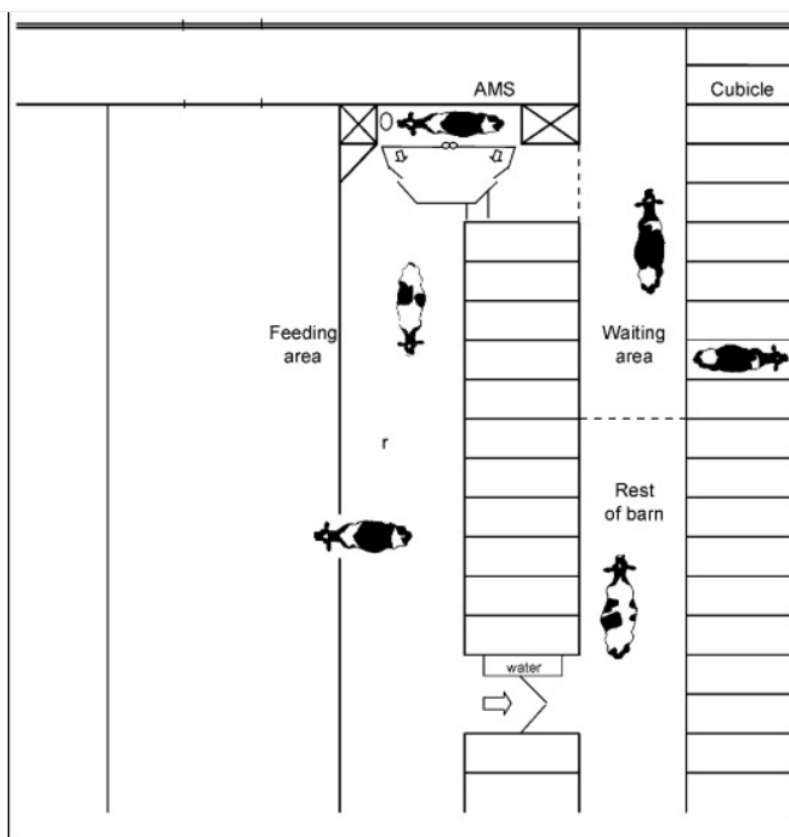 AMS
Cubicle
Feeding
area
Waiting
area
r
Rest
of barn
water